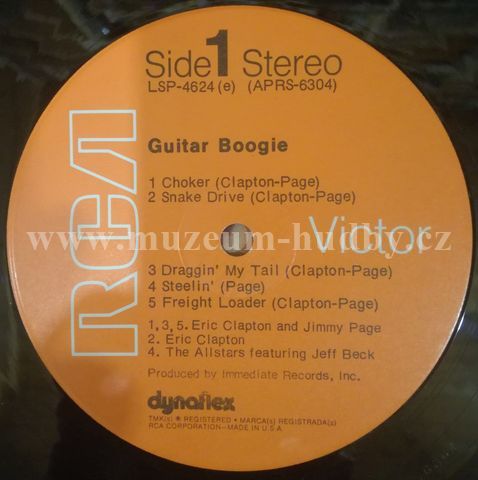 Side 1 Stereo
LSP-4624(e) (APRS-6304)
RCA
Guitar Boogie
1 Choker (Clapton-Page)
2 Snake Drive (Clapton-Page)
Victor
www.muzeum-hudby.cz
3 Draggin' My Tail (Clapton-Page)
4 Steelin' (Page)
5 Freight Loader (Clapton-Page)
1,3,5. Eric Clapton and Jimmy Page
2. Eric Clapton
4. The Allstars featuring Jeff Beck
Produced by Immediate Records, Inc.
dynaflex
TMK(s) ® REGISTERED • MARCA(s) REGISTRADA(s)
RCA CORPORATION—MADE IN U.S.A.